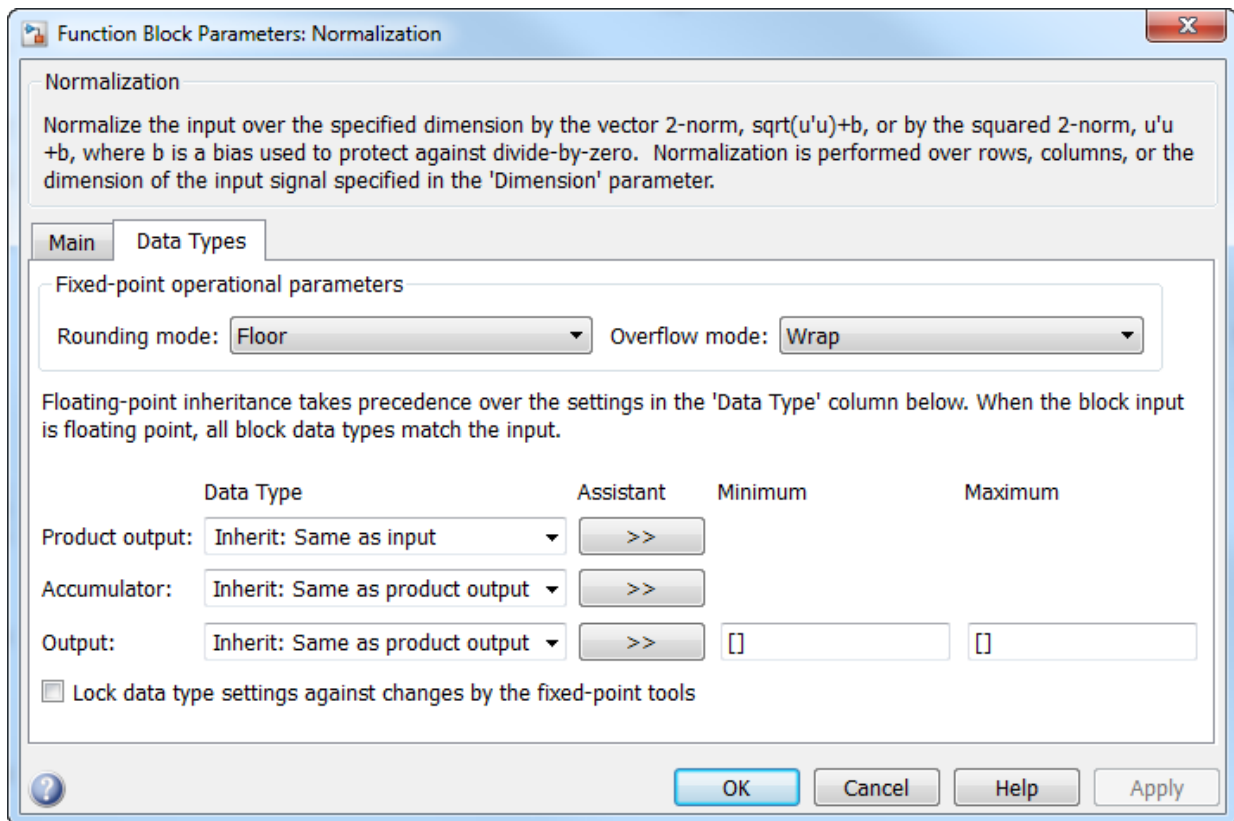 Function Block Parameters: Normalization
X
Normalization
Normalize the input over the specified dimension by the vector 2-norm, sqrt(u'u)+b, or by the squared 2-norm, u'u
+b, where b is a bias used to protect against divide-by-zero.  Normalization is performed over rows, columns, or the
dimension of the input signal specified in the 'Dimension' parameter.
Main Data Types
Fixed-point operational parameters
Rounding mode: Floor Overflow mode: Wrap
Floating-point inheritance takes precedence over the settings in the 'Data Type' column below. When the block input
is floating point, all block data types match the input.
Data Type Assistant Minimum Maximum
Product output: Inherit: Same as input >>
Accumulator: Inherit: Same as product output >>
Output: Inherit: Same as product output >> [] []
Lock data type settings against changes by the fixed-point tools
? OK Cancel Help Apply